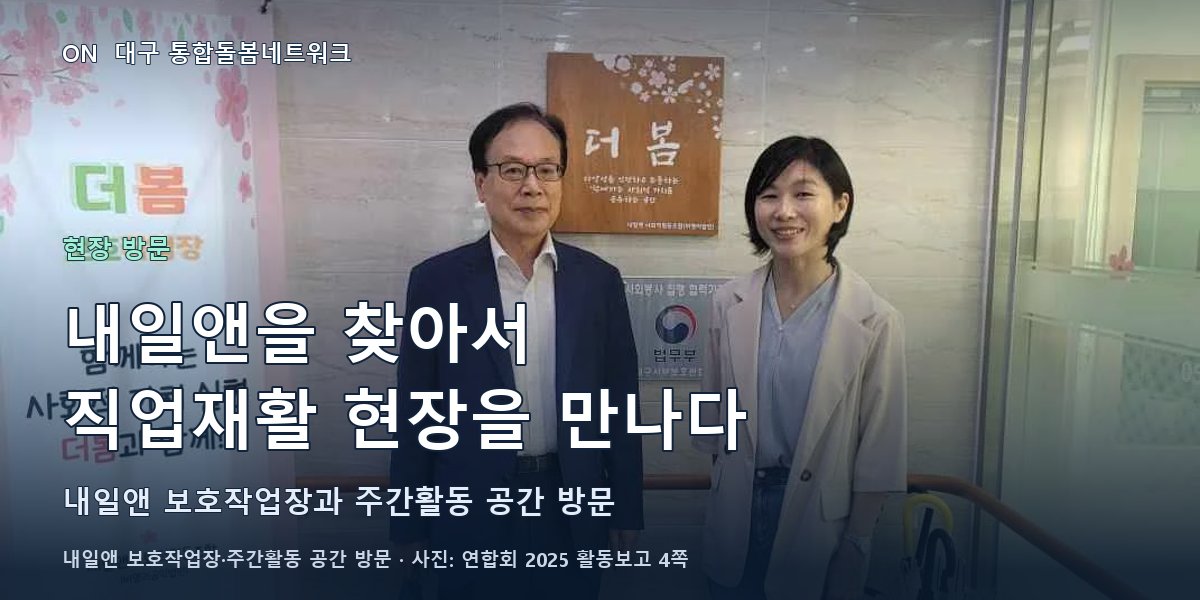 ON 대구 통합돌봄네트워크
더봄
현장 방문
내일앤을 찾아서
직업재활 현장을 만나다
내일앤 보호작업장과 주간활동 공간 방문
내일앤 보호작업장·주간활동 공간 방문 · 사진: 연합회 2025 활동보고 4쪽
더 봄
법무부